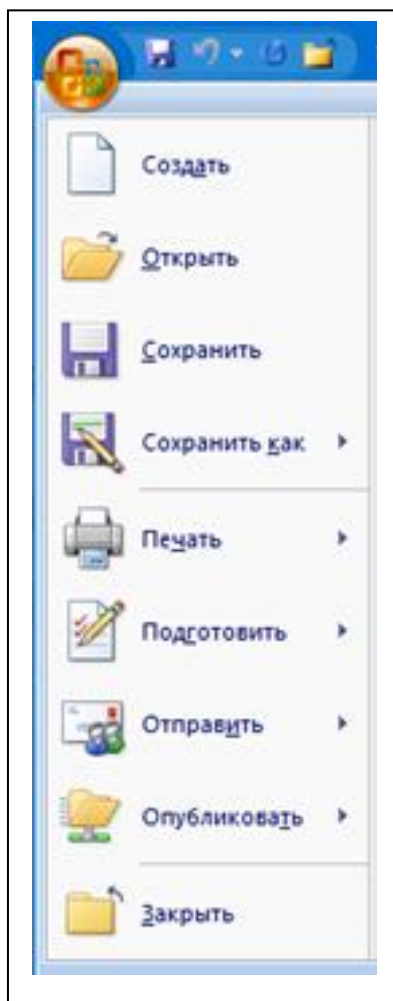 Создать
Открыть
Сохранить
Сохранить как
Печать
Подготовить
Отправить
Опубликовать
Закрыть